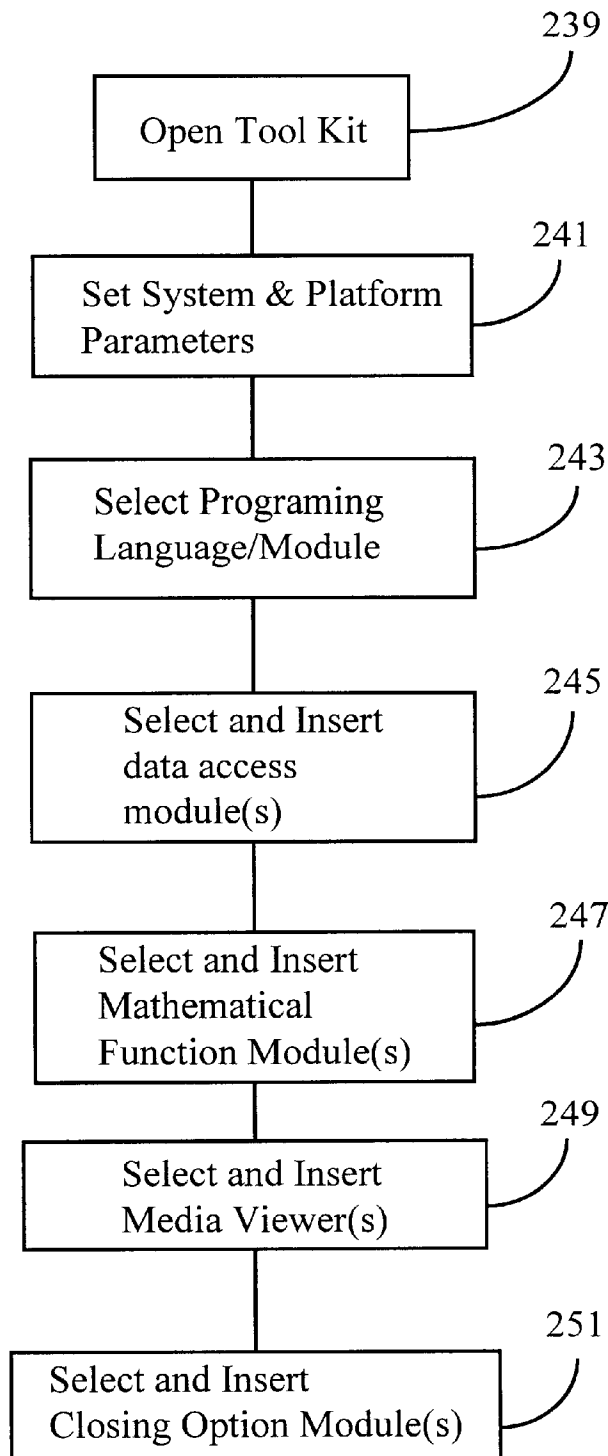 239
Open Tool Kit
241
Set System & Platform
Parameters
243
Select Programing
Language/Module
245
Select and Insert
data access
module(s)
247
Select and Insert
Mathematical
Function Module(s)
249
Select and Insert
Media Viewer(s)
251
Select and Insert
Closing Option Module(s)